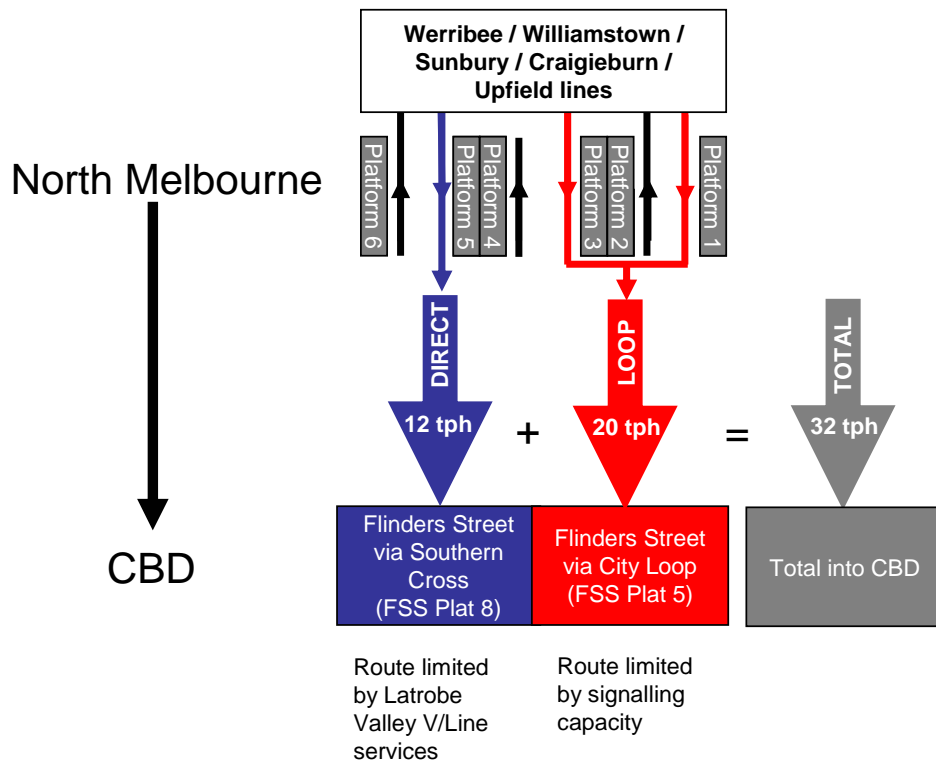 Werribee / Williamstown /
Sunbury / Craigieburn /
Upfield lines
North Melbourne
Platform 6
Platform 5
Platform 4
Platform 3
Platform 2
Platform 1
DIRECT
LOOP
TOTAL
12 tph
+
20 tph
=
32 tph
CBD
Flinders Street
via Southern
Cross
(FSS Plat 8)
Flinders Street
via City Loop
(FSS Plat 5)
Total into CBD
Route limited
by Latrobe
Valley V/Line
services
Route limited
by signalling
capacity